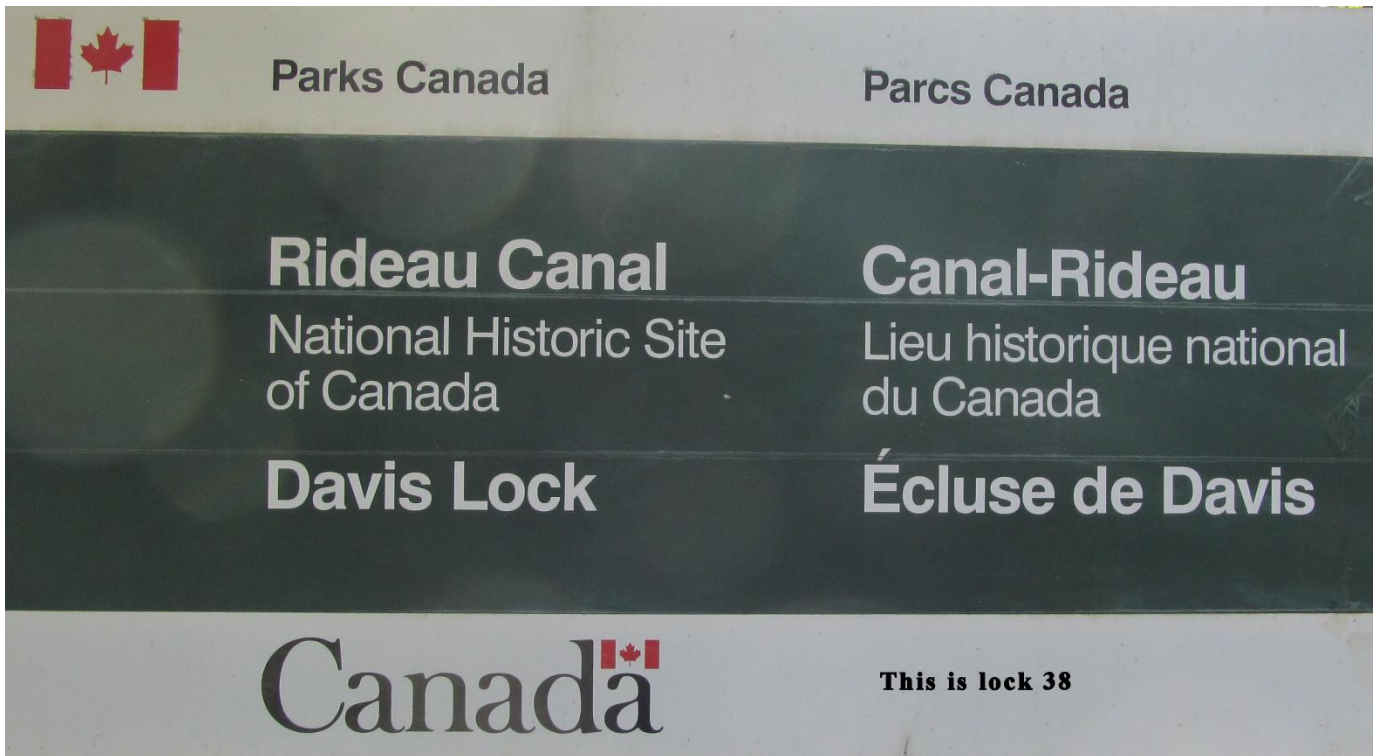 Parks Canada
Parcs Canada
Rideau Canal
National Historic Site
of Canada
Davis Lock
Canal-Rideau
Lieu historique national
du Canada
Écluse de Davis
Canada
This is lock 38